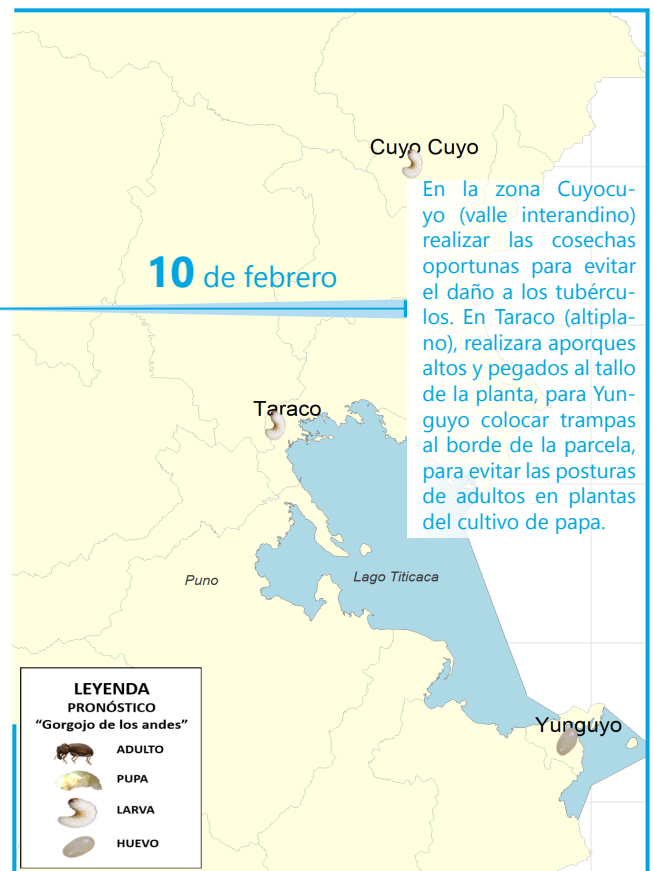 Cuyo Cuyo
En la zona Cuyocu-
yo (valle interandino)
realizar las cosechas
oportunas para evitar
el daño a los tubércu-
los. En Taraco (altipla-
no), realizara aporques
altos y pegados al tallo
de la planta, para Yun-
guyo colocar trampas
al borde de la parcela,
para evitar las posturas
de adultos en plantas
del cultivo de papa.
10 de febrero
Taraco
Puno
Lago Titicaca
Yunguyo
LEYENDA
PRONÓSTICO
“Gorgojo de los andes”
ADULTO
PUPA
LARVA
HUEVO